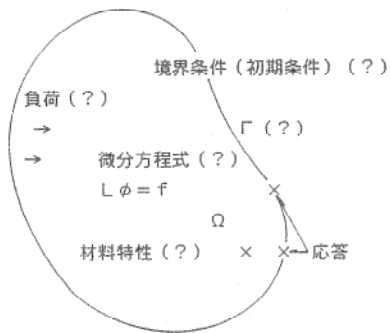 境界条件（初期条件）（？）
負荷（？）
→
Γ（？）
→ 微分方程式（？）
Ｌφ＝ｆ
×
Ω
材料特性（？） × × 応答